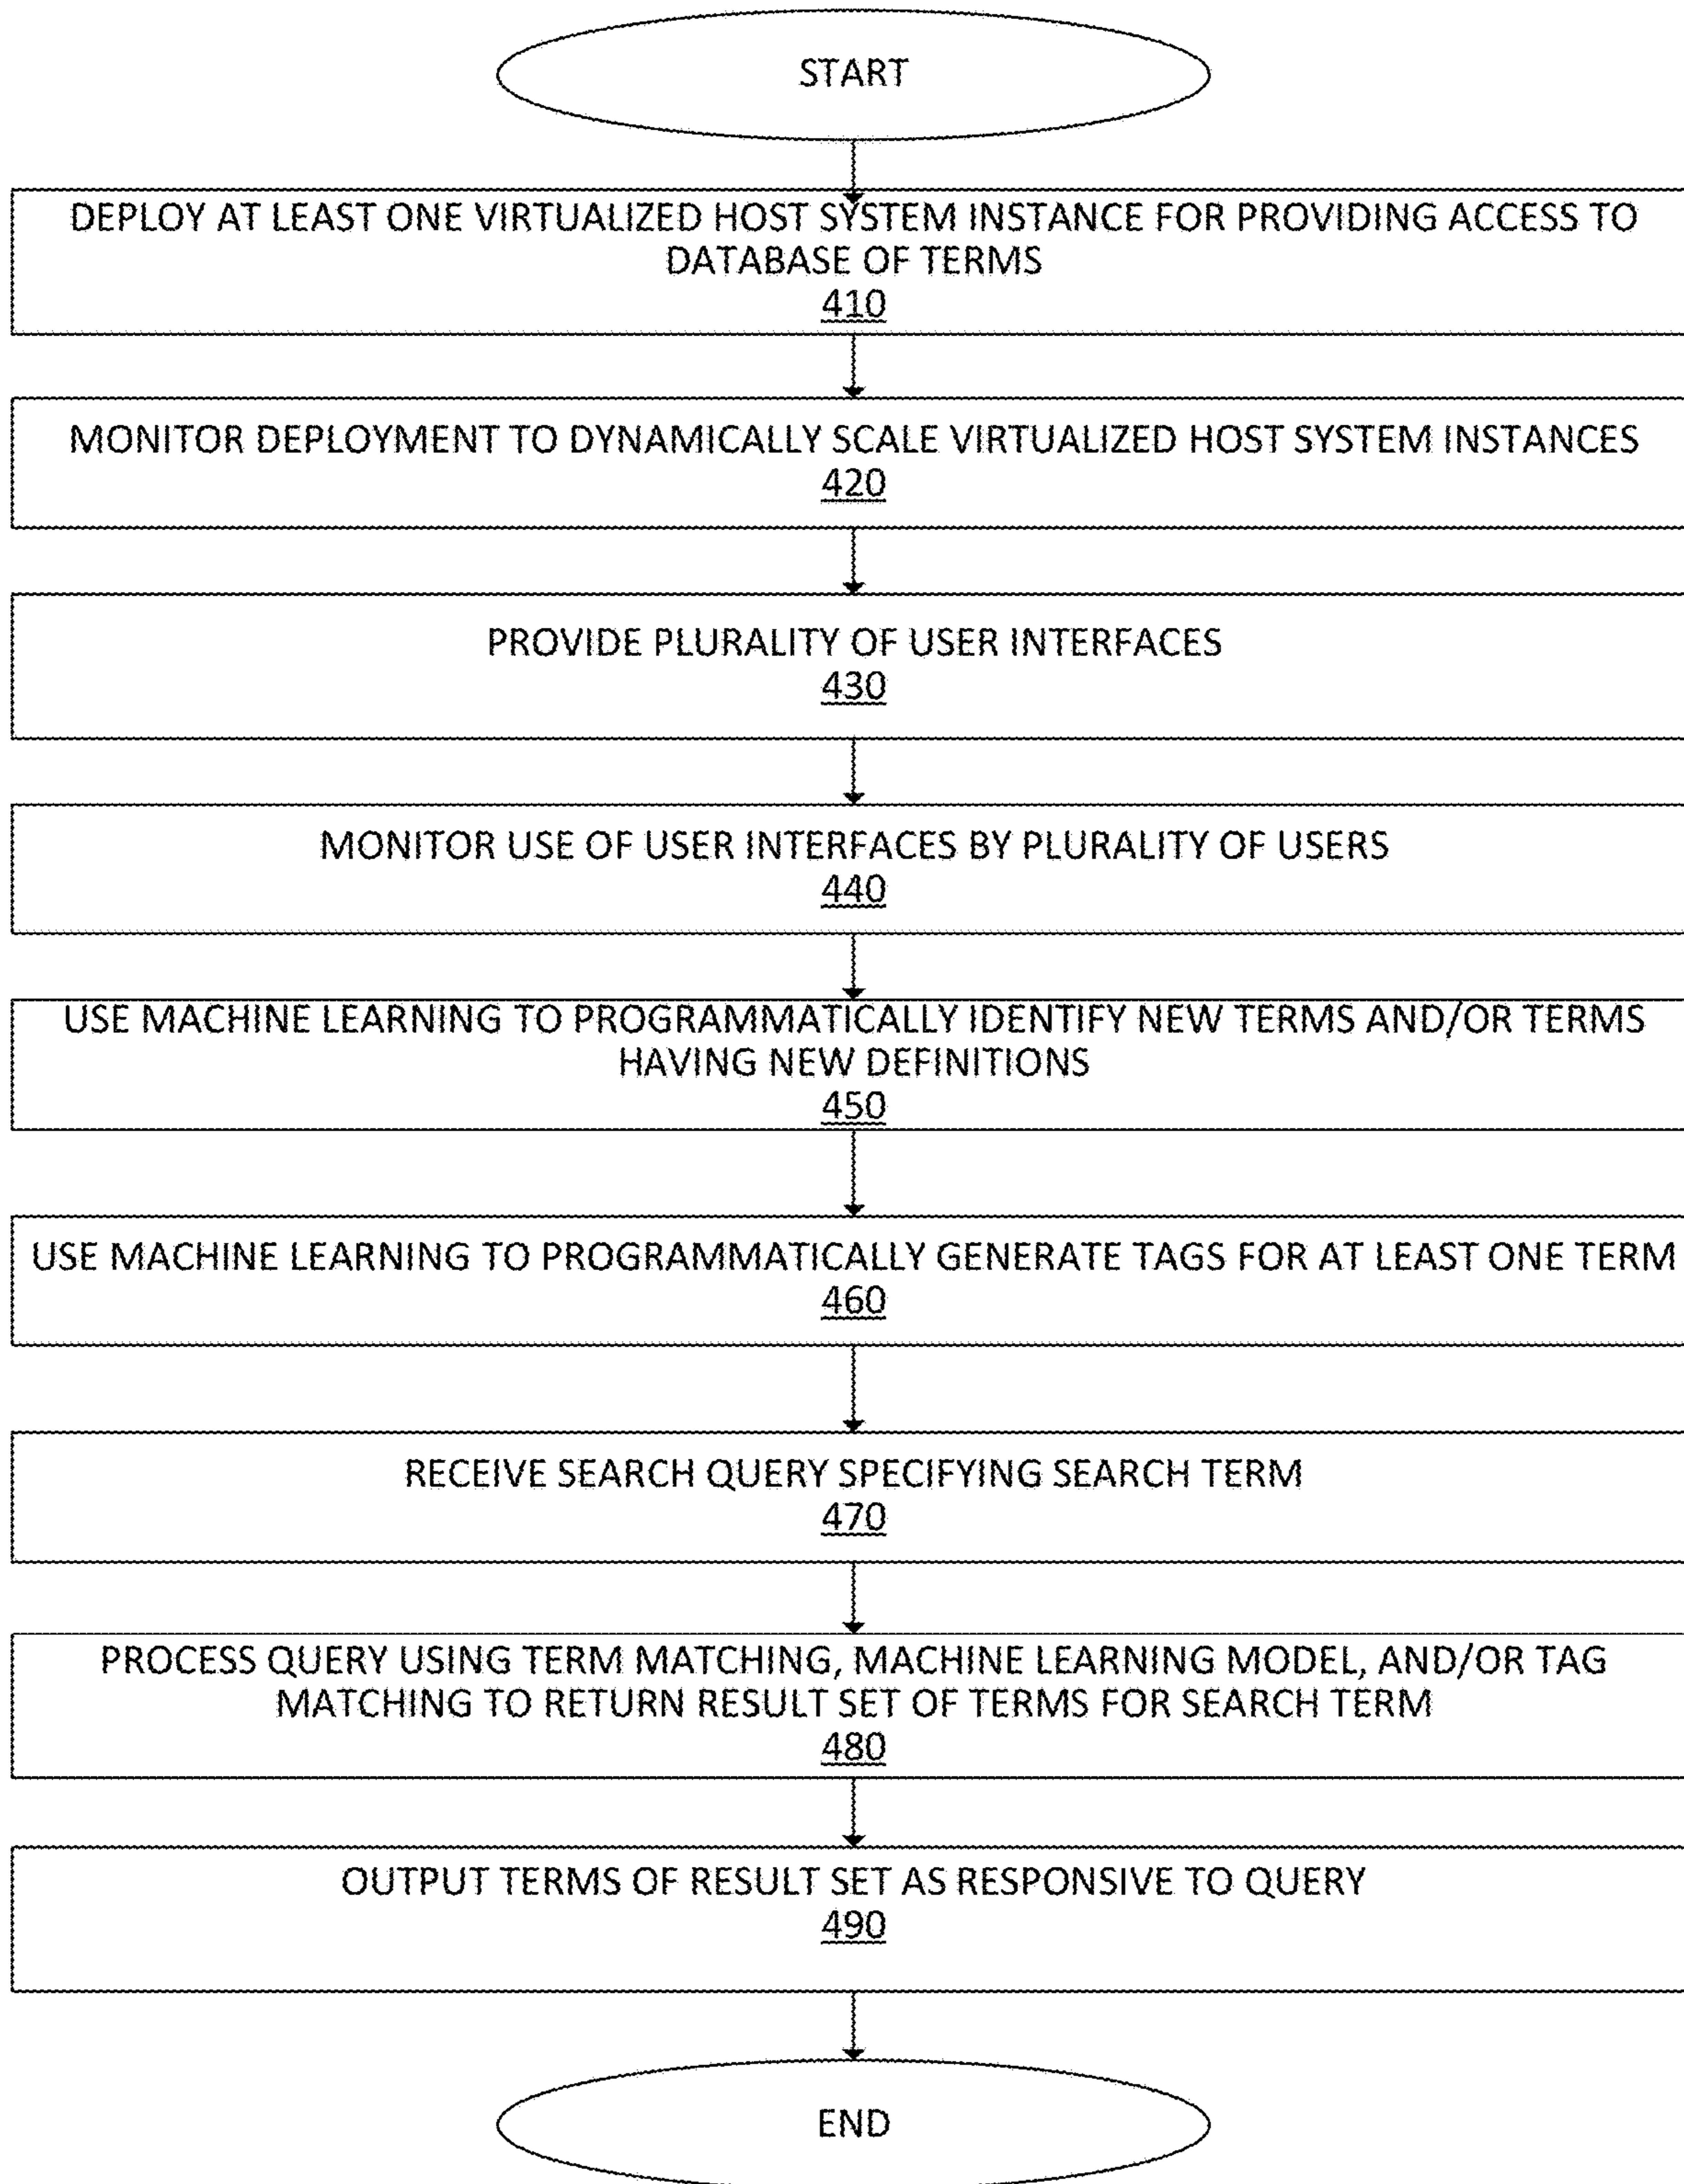 START
DEPLOY AT LEAST ONE VIRTUALIZED HOST SYSTEM INSTANCE FOR PROVIDING ACCESS TO
DATABASE OF TERMS
410
MONITOR DEPLOYMENT TO DYNAMICALLY SCALE VIRTUALIZED HOST SYSTEM INSTANCES
420
PROVIDE PLURALITY OF USER INTERFACES
430
MONITOR USE OF USER INTERFACES BY PLURALITY OF USERS
440
USE MACHINE LEARNING TO PROGRAMMATICALLY IDENTIFY NEW TERMS AND/OR TERMS
HAVING NEW DEFINITIONS
450
USE MACHINE LEARNING TO PROGRAMMATICALLY GENERATE TAGS FOR AT LEAST ONE TERM
460
RECEIVE SEARCH QUERY SPECIFYING SEARCH TERM
470
PROCESS QUERY USING TERM MATCHING, MACHINE LEARNING MODEL, AND/OR TAG
MATCHING TO RETURN RESULT SET OF TERMS FOR SEARCH TERM
480
OUTPUT TERMS OF RESULT SET AS RESPONSIVE TO QUERY
490
END